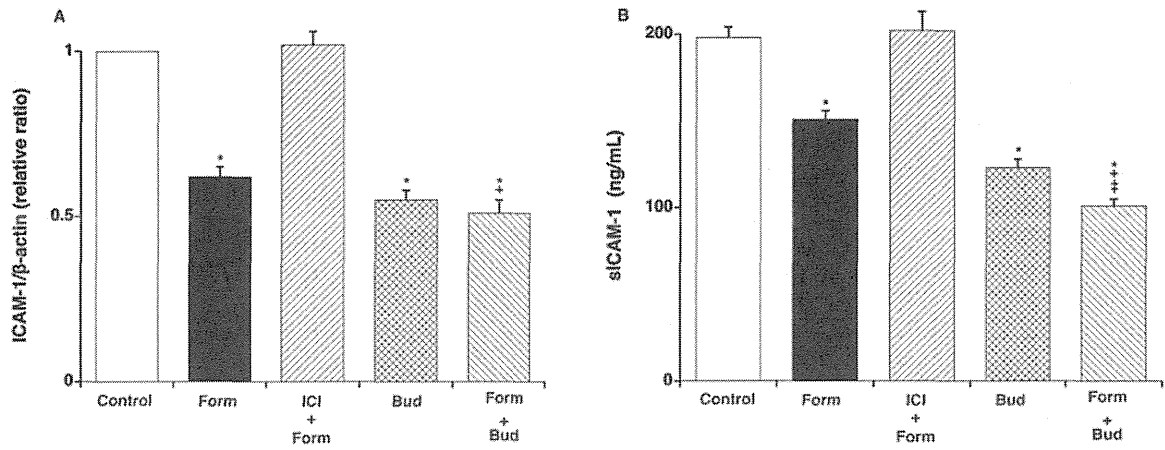 A
ICAM-1/β-actin (relative ratio)
1
0.5
0
*
*
*
+
Control
Form
ICI
+
Form
Bud
Form
+
Bud
B
sICAM-1 (ng/mL)
200
100
0
*
*
*
+
‡
Control
Form
ICI
+
Form
Bud
Form
+
Bud